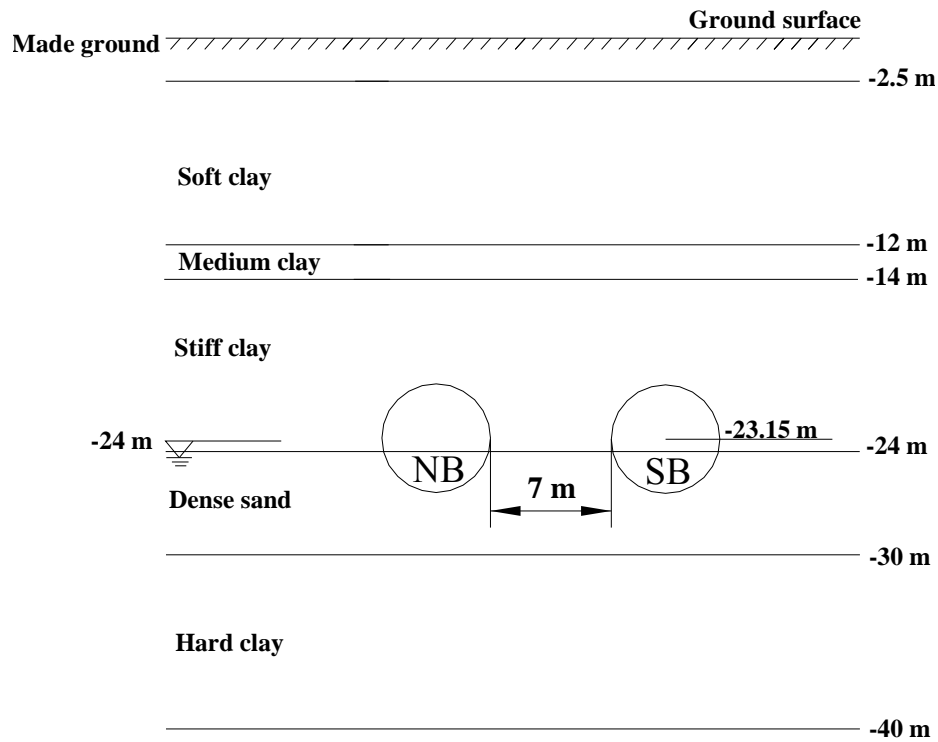 Ground surface
Made ground
-2.5 m
Soft clay
-12 m
Medium clay
-14 m
Stiff clay
-23.15 m
-24 m
-24 m
NB
SB
7 m
Dense sand
-30 m
Hard clay
-40 m